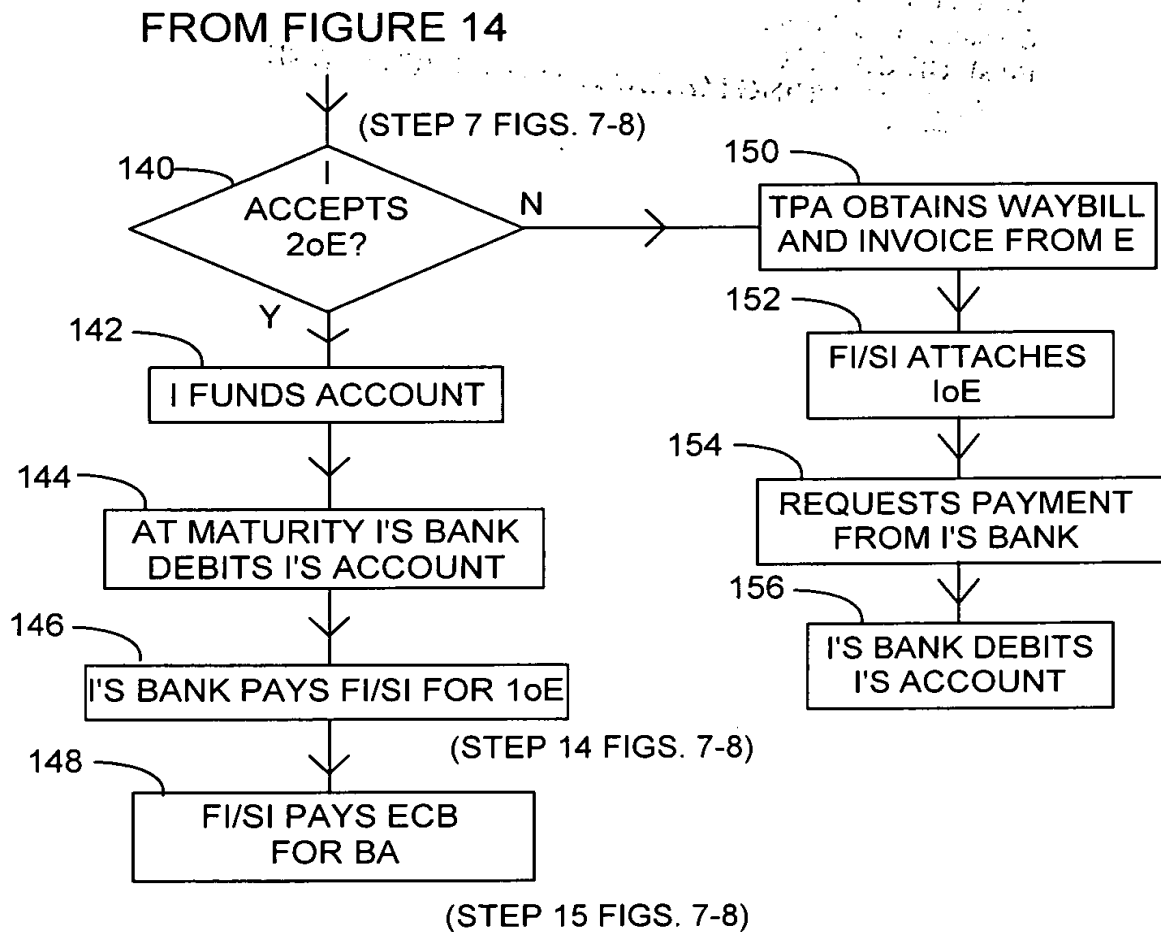 FROM FIGURE 14
(STEP 7 FIGS. 7-8)
140
I
ACCEPTS
2oE?
N
Y
142
I FUNDS ACCOUNT
144
AT MATURITY I'S BANK
DEBITS I'S ACCOUNT
146
I'S BANK PAYS FI/SI FOR 1oE
(STEP 14 FIGS. 7-8)
148
FI/SI PAYS ECB
FOR BA
(STEP 15 FIGS. 7-8)
150
TPA OBTAINS WAYBILL
AND INVOICE FROM E
152
FI/SI ATTACHES
IoE
154
REQUESTS PAYMENT
FROM I'S BANK
156
I'S BANK DEBITS
I'S ACCOUNT